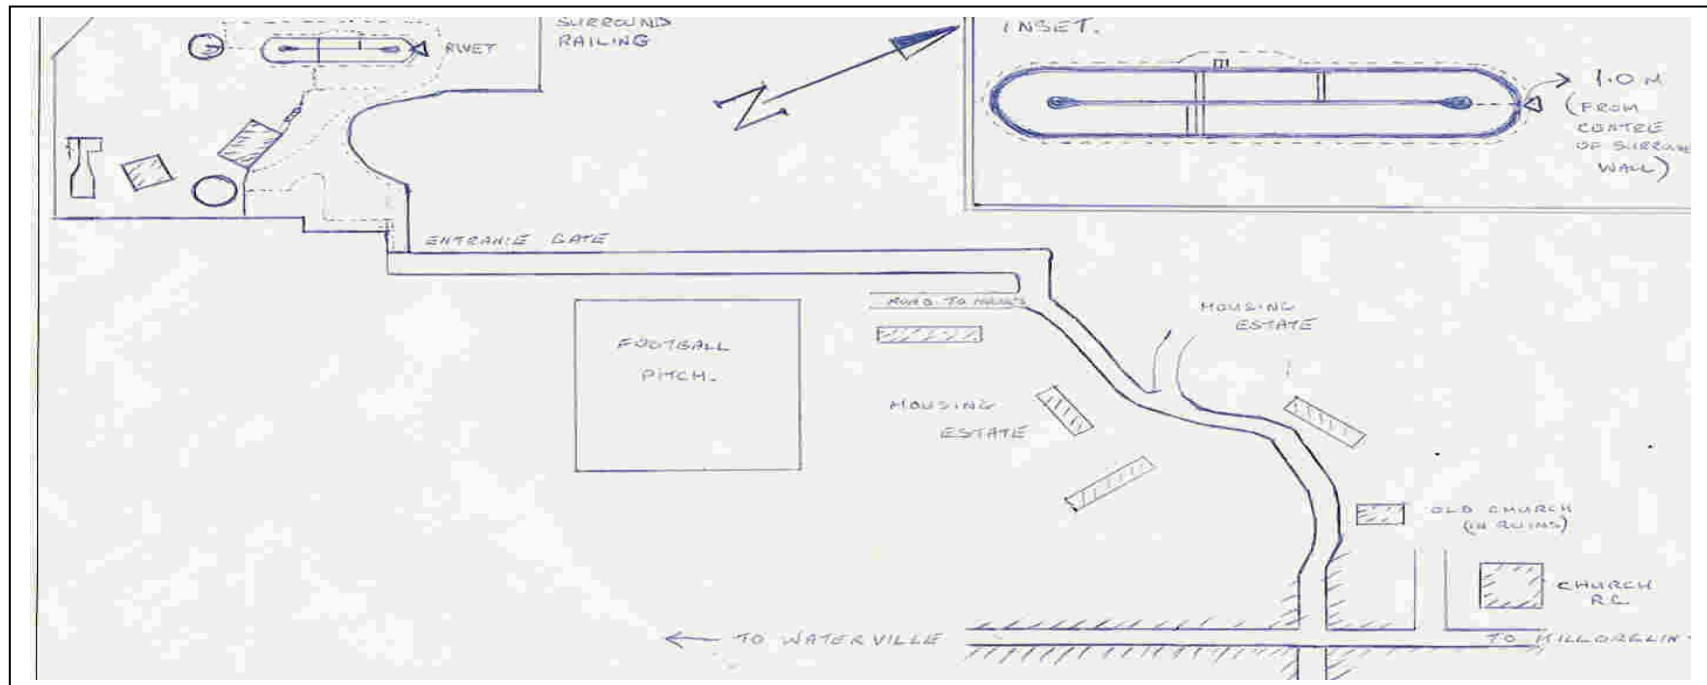 SURROUND
RAILING
RIVET
N
INSET.
1.0 M
(FROM
CENTRE
OF SURROUND
WALL)
ENTRANCE GATE
FOOTBALL
PITCH.
ROAD TO
HOUSING
ESTATE
HOUSING
ESTATE
OLD CHURCH
(IN RUINS)
CHURCH
R.C.
TO WATERVILLE
TO KILLORGLIN